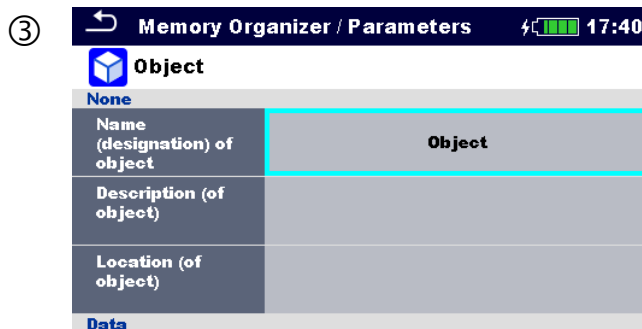 ③
Memory Organizer / Parameters 17:40
Object
None
Name
(designation) of
object
Object
Description (of
object)
Location (of
object)
Data